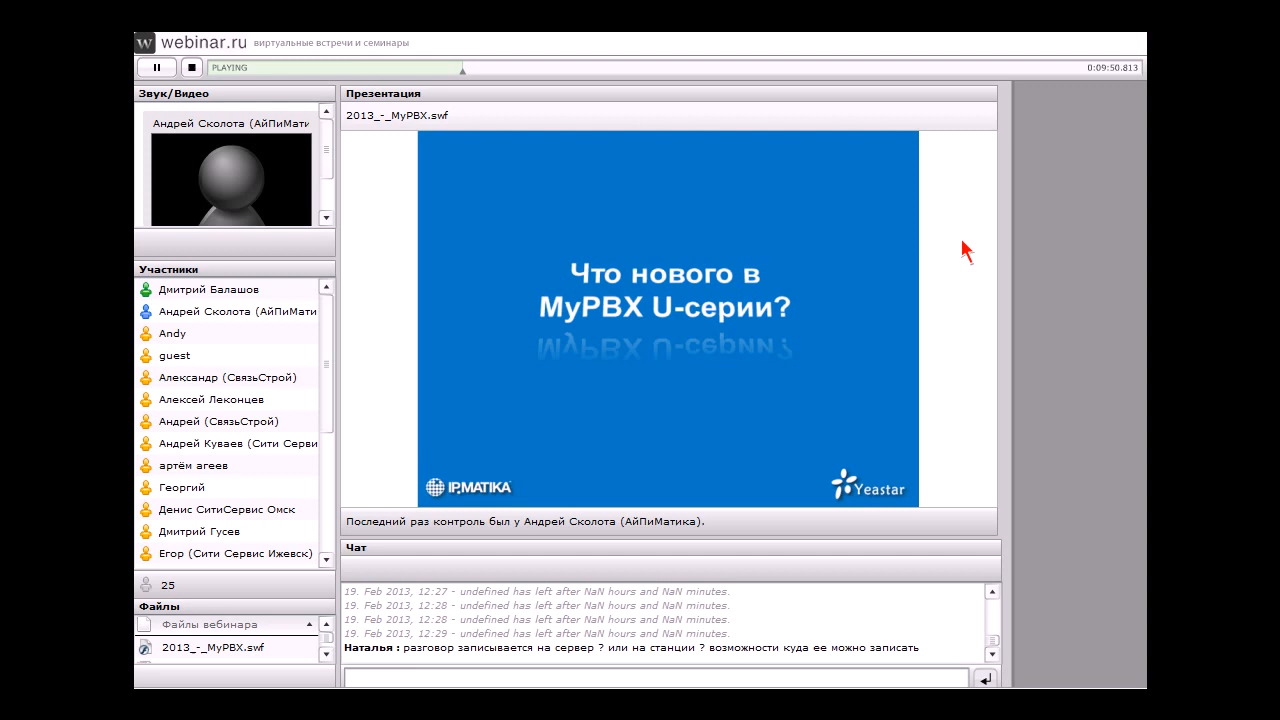 w webinar.ru виртуальные встречи и семинары
PLAYING 0:09:50.813
Звук/Видео
Андрей Сколота (АйПиМати
Участники
Дмитрий Балашов
Андрей Сколота (АйПиМати
Andy
guest
Александр (СвязьСтрой)
Алексей Леконцев
Андрей (СвязьСтрой)
Андрей Куваев (Сити Серви
артём агеев
Георгий
Денис СитиСервис Омск
Дмитрий Гусев
Егор (Сити Сервис Ижевск)
25
Файлы
Файлы вебинара
2013_-_MyPBX.swf
Презентация
2013_-_MyPBX.swf
Что нового в
MyPBX U-серии?
IP.MATIKA
Yeastar
Последний раз контроль был у Андрей Сколота (АйПиМатика).
Чат
19. Feb 2013, 12:27 - undefined has left after NaN hours and NaN minutes.
19. Feb 2013, 12:28 - undefined has left after NaN hours and NaN minutes.
19. Feb 2013, 12:28 - undefined has left after NaN hours and NaN minutes.
19. Feb 2013, 12:29 - undefined has left after NaN hours and NaN minutes.
Наталья : разговор записывается на сервер ? или на станции ? возможности куда ее можно записать